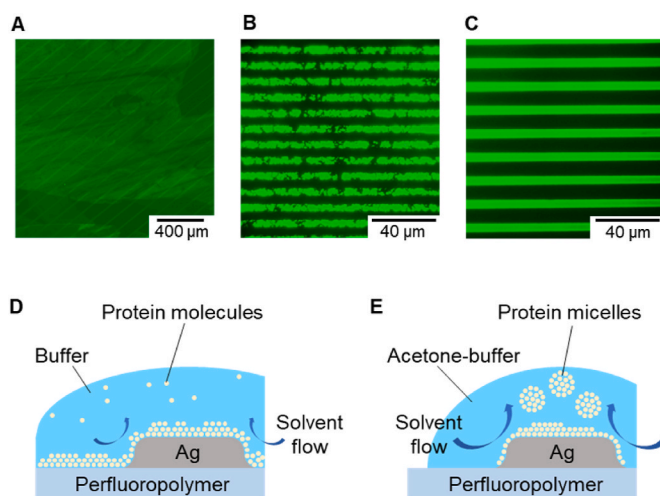 A
B
C
400 µm
40 µm
40 µm
D
Protein molecules
Buffer
Solvent
flow
Ag
Perfluoropolymer
E
Protein micelles
Acetone-buffer
Solvent
flow
Ag
Perfluoropolymer